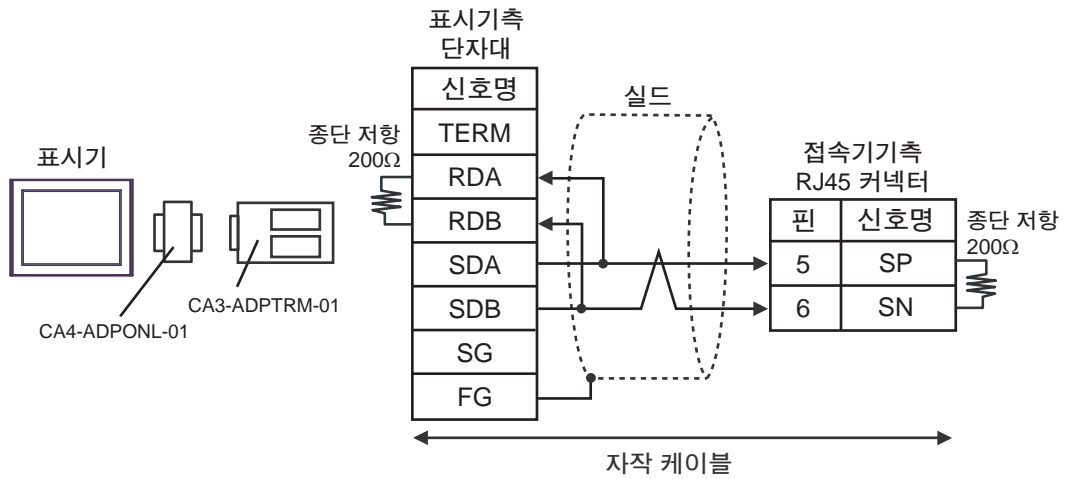 표시기
CA4-ADPONL-01
CA3-ADPTRM-01
표시기측
단자대
신호명
TERM
RDA
RDB
SDA
SDB
SG
FG
종단 저항
200Ω
실드
접속기기측
RJ45 커넥터
핀 신호명
5 SP
6 SN
종단 저항
200Ω
자작 케이블